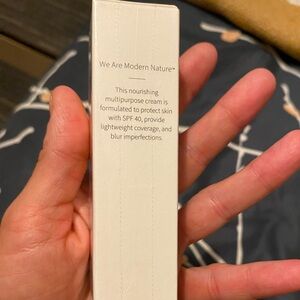 We Are Modern Nature™
This nourishing
multipurpose cream is
formulated to protect skin
with SPF 40, provide
lightweight coverage, and
blur imperfections.